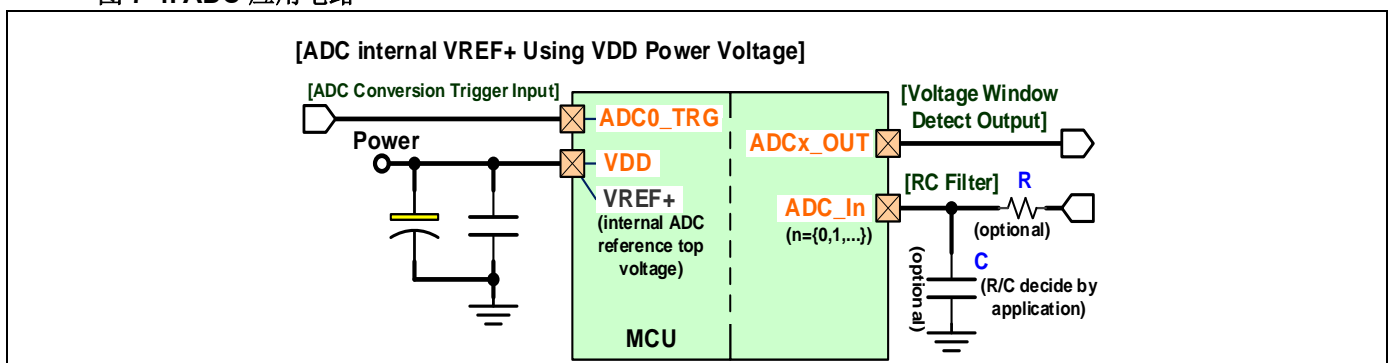 [ADC internal VREF+ Using VDD Power Voltage]
[ADC Conversion Trigger Input]
ADC0_TRG
Power
VDD
VREF+
(internal ADC
reference top
voltage)
MCU
[Voltage Window
Detect Output]
ADCx_OUT
[RC Filter]
R
(optional)
ADC_In
(n={0,1,...})
C
(optional)
(R/C decide by
application)